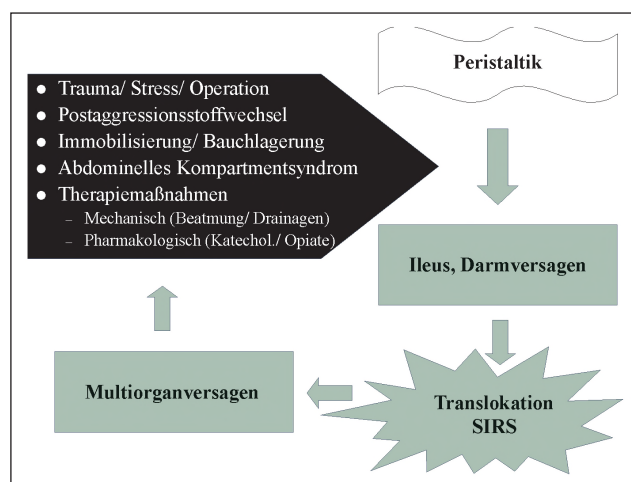 Peristaltik
● Trauma/ Stress/ Operation
● Postaggressionsstoffwechsel
● Immobilisierung/ Bauchlagerung
● Abdominelles Kompartmentsyndrom
● Therapiemaßnahmen
– Mechanisch (Beatmung/ Drainagen)
– Pharmakologisch (Katechol./ Opiate)
Ileus, Darmversagen
Translokation
SIRS
Multiorganversagen